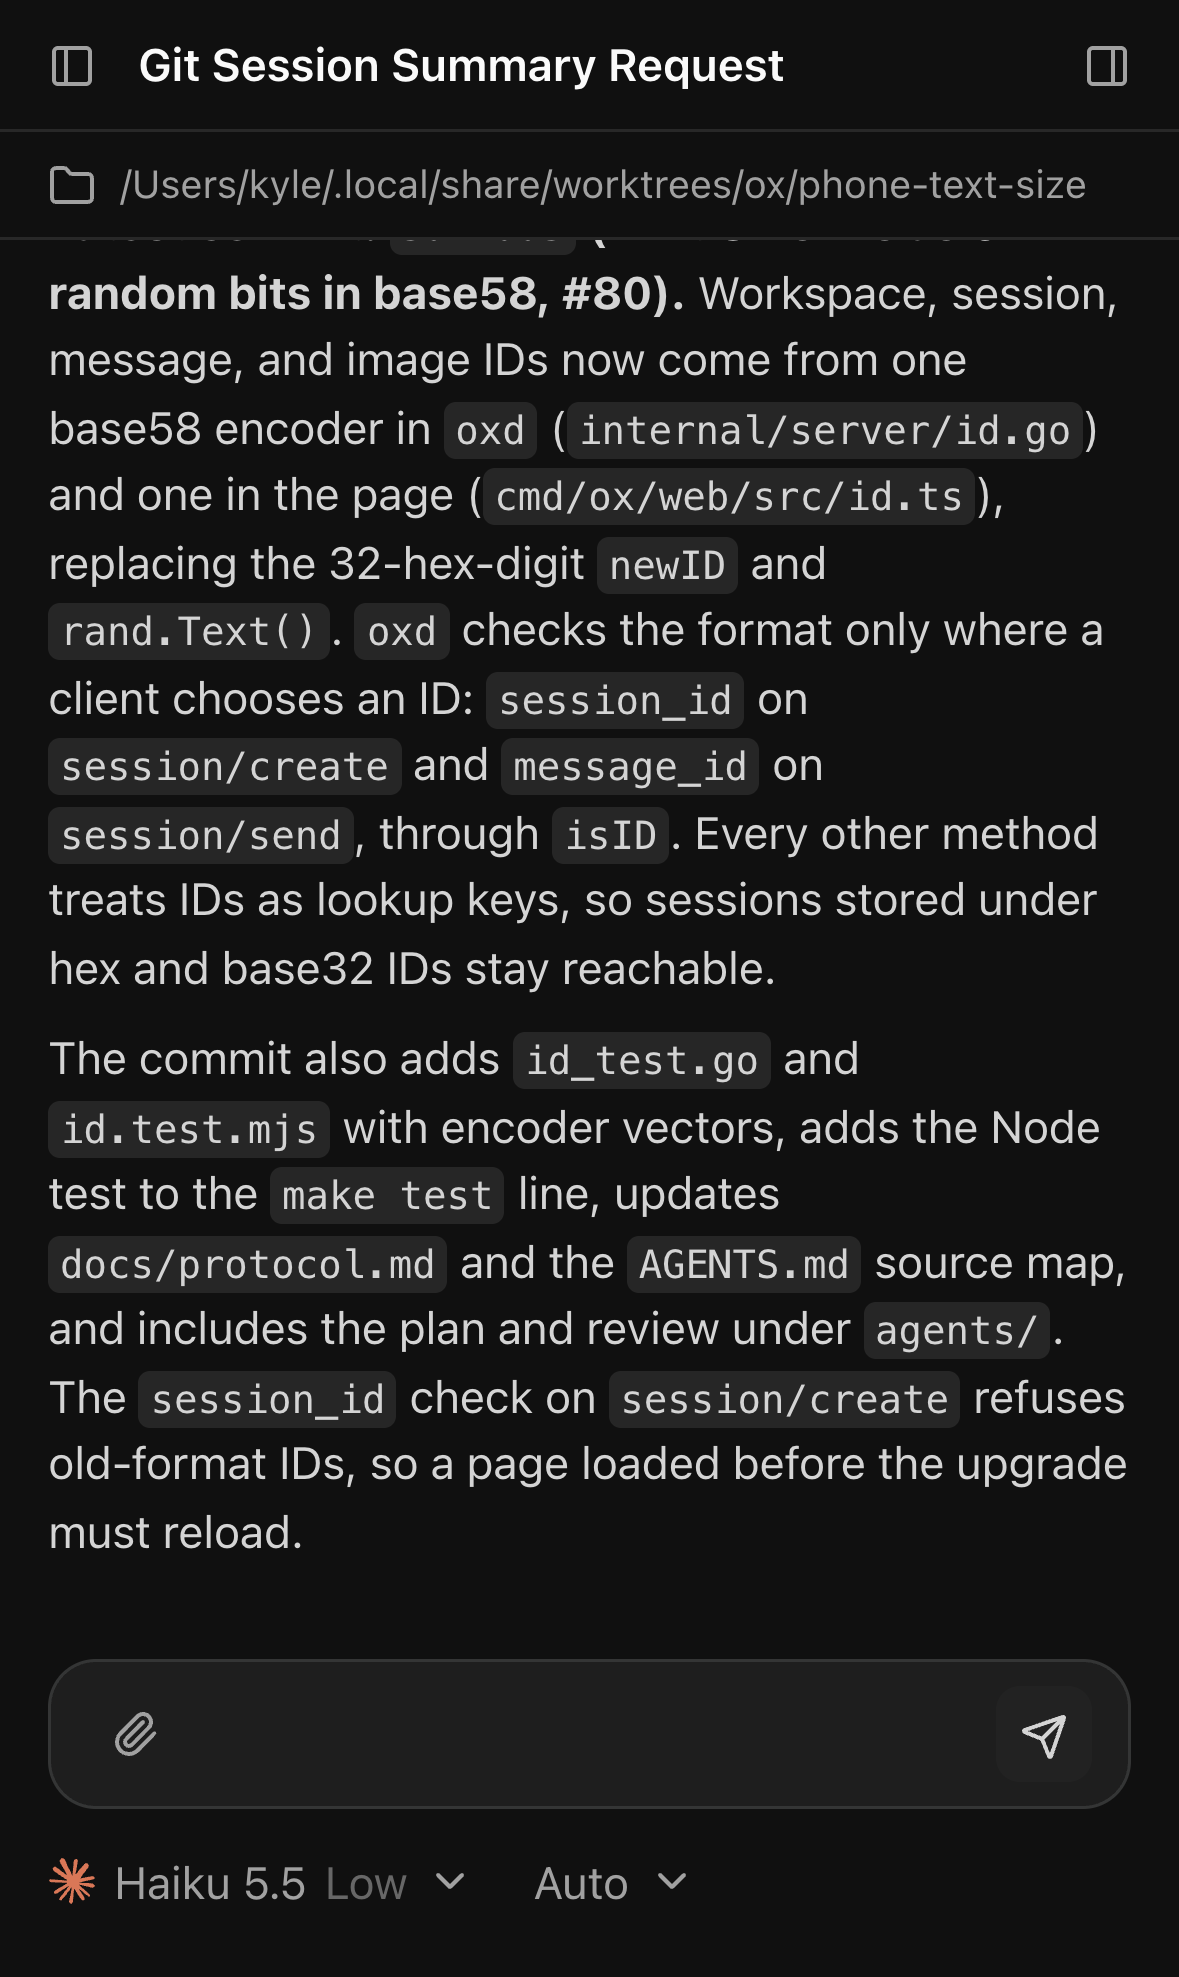 Git Session Summary Request
/Users/kyle/.local/share/worktrees/ox/phone-text-size
random bits in base58, #80). Workspace, session,
message, and image IDs now come from one
base58 encoder in oxd (internal/server/id.go)
and one in the page (cmd/ox/web/src/id.ts),
replacing the 32-hex-digit newID and
rand.Text(). oxd checks the format only where a
client chooses an ID: session_id on
session/create and message_id on
session/send, through isID. Every other method
treats IDs as lookup keys, so sessions stored under
hex and base32 IDs stay reachable.
The commit also adds id_test.go and
id.test.mjs with encoder vectors, adds the Node
test to the make test line, updates
docs/protocol.md and the AGENTS.md source map,
and includes the plan and review under agents/.
The session_id check on session/create refuses
old-format IDs, so a page loaded before the upgrade
must reload.
Haiku 5.5 Low Auto